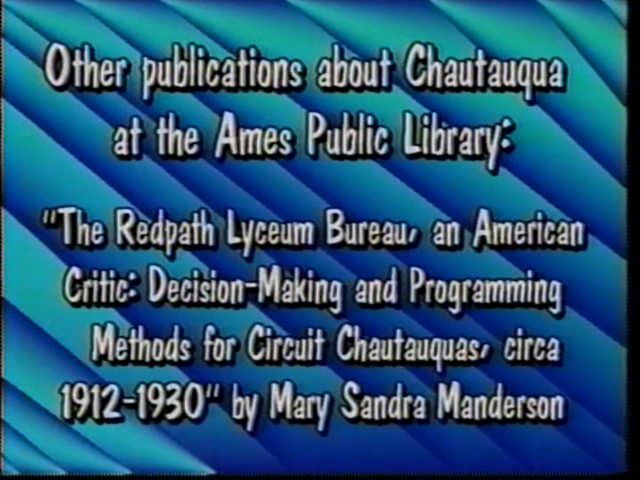 Other publications about Chautauqua
at the Ames Public Library:
"The Redpath Lyceum Bureau, an American
Critic: Decision-Making and Programming
Methods for Circuit Chautauquas, circa
1912-1930" by Mary Sandra Manderson